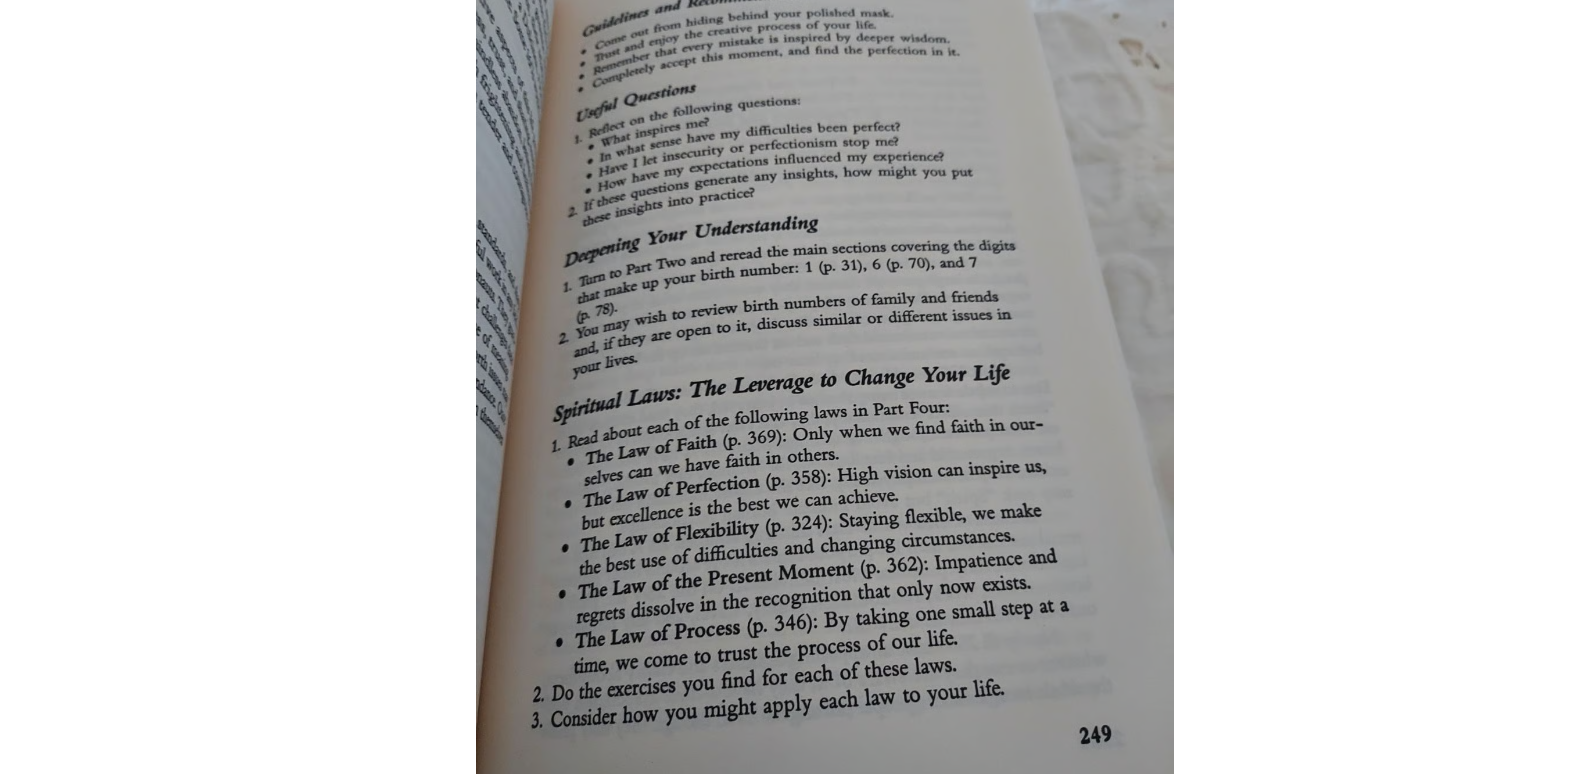 Guidelines and
• Come out from hiding behind your polished mask.
• Trust and enjoy the creative process of your life.
• Remember that every mistake is inspired by deeper wisdom.
• Completely accept this moment, and find the perfection in it.
Useful Questions
1. Reflect on the following questions:
• What inspires me?
• In what sense have my difficulties been perfect?
• Have I let insecurity or perfectionism stop me?
• How have my expectations influenced my experience?
2. If these questions generate any insights, how might you put
these insights into practice?
Deepening Your Understanding
1. Turn to Part Two and reread the main sections covering the digits
that make up your birth number: 1 (p. 31), 6 (p. 70), and 7
(p. 78).
2. You may wish to review birth numbers of family and friends
and, if they are open to it, discuss similar or different issues in
your lives.
Spiritual Laws: The Leverage to Change Your Life
1. Read about each of the following laws in Part Four:
• The Law of Faith (p. 369): Only when we find faith in our-
selves can we have faith in others.
• The Law of Perfection (p. 358): High vision can inspire us,
but excellence is the best we can achieve.
• The Law of Flexibility (p. 324): Staying flexible, we make
the best use of difficulties and changing circumstances.
• The Law of the Present Moment (p. 362): Impatience and
regrets dissolve in the recognition that only now exists.
• The Law of Process (p. 346): By taking one small step at a
time, we come to trust the process of our life.
2. Do the exercises you find for each of these laws.
3. Consider how you might apply each law to your life.
249